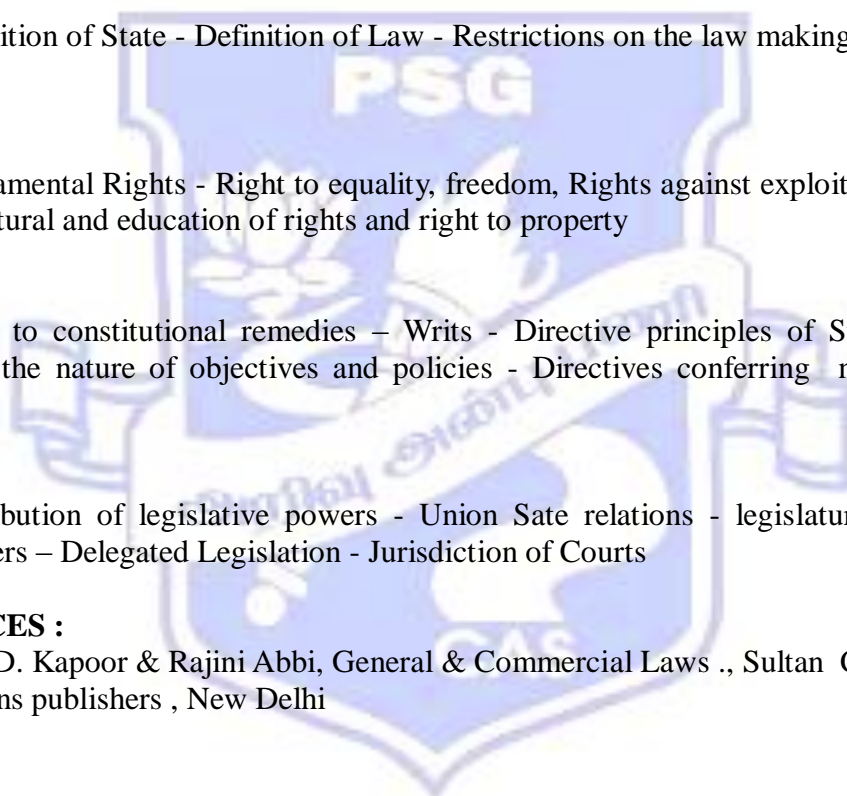 ition of State - Definition of Law - Restrictions on the law making
PSG
amental Rights - Right to equality, freedom, Rights against exploit
tural and education of rights and right to property
to constitutional remedies – Writs - Directive principles of S
the nature of objectives and policies - Directives conferring
அன்பு
bution of legislative powers - Union Sate relations - legislatur
ers – Delegated Legislation - Jurisdiction of Courts
CES :
D. Kapoor & Rajini Abbi, General & Commercial Laws ., Sultan
ns publishers , New Delhi
CAS